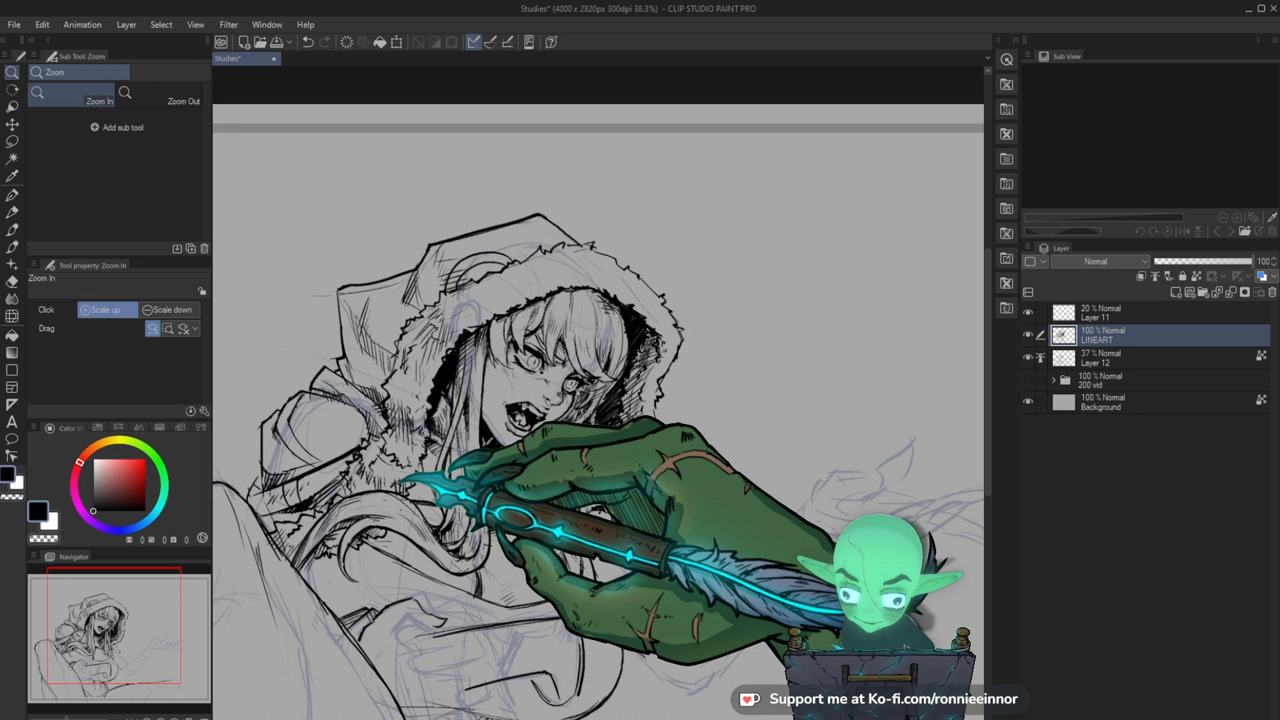 Studies* (4000 x 2820px 300dpi 38.3%) - CLIP STUDIO PAINT PRO
File Edit Animation Layer Select View Filter Window Help
Sub Tool: Zoom
Studies*
Sub View
Zoom
Zoom In
Zoom Out
Add sub tool
Tool property: Zoom in
Zoom In
Click
Scale up
Scale down
Drag
Layer
Normal
100
20 % Normal
Layer 11
100 % Normal
LINEART
37 % Normal
Layer 12
100 % Normal
200 vid
100 % Normal
Background
Navigator
Support me at Ko-fi.com/ronnieeinnor